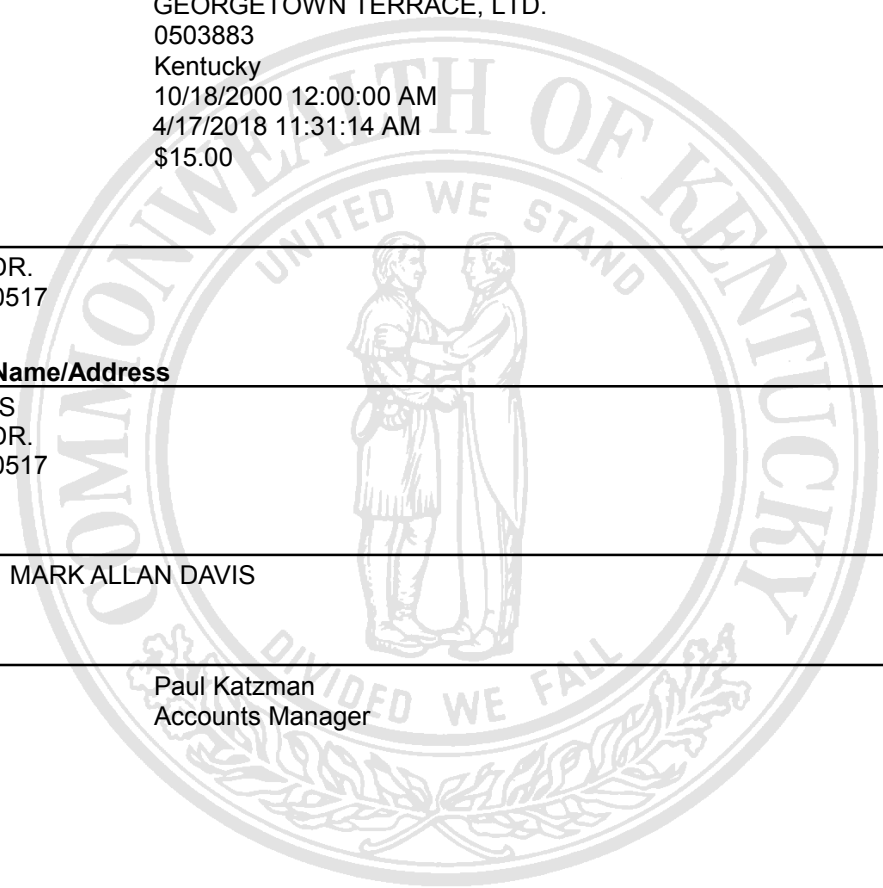 GEORGETOWN TERRACE, LTD.
0503883
Kentucky
10/18/2000 12:00:00 AM
4/17/2018 11:31:14 AM
$15.00
COMMONWEALTH OF KENTUCKY
UNITED WE STAND
DR.
0517
Name/Address
S
DR.
0517
MARK ALLAN DAVIS
DIVIDED WE FALL
Paul Katzman
Accounts Manager